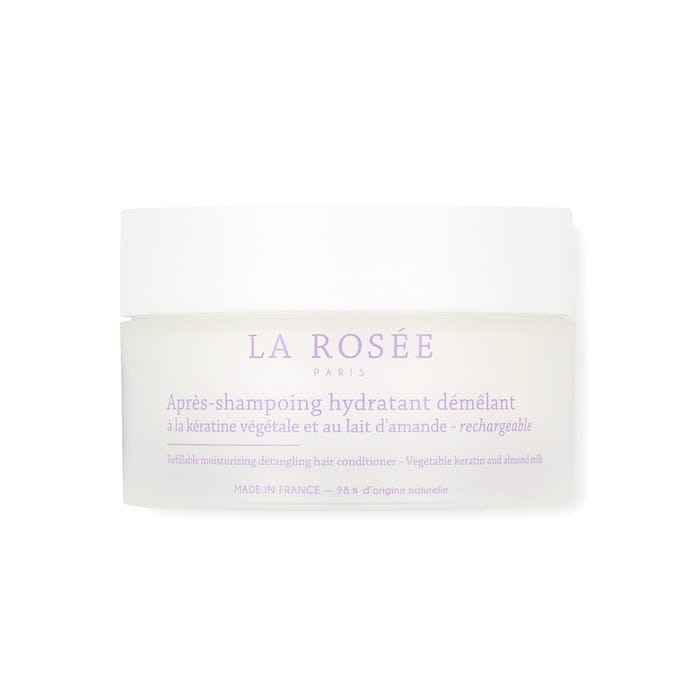 LA ROSÉE
PARIS
Après-shampoing hydratant démêlant
à la kératine végétale et au lait d'amande - rechargeable
Refillable moisturizing detangling hair conditioner - Vegetable keratin and almond milk
MADE IN FRANCE — 98% d'origine naturelle